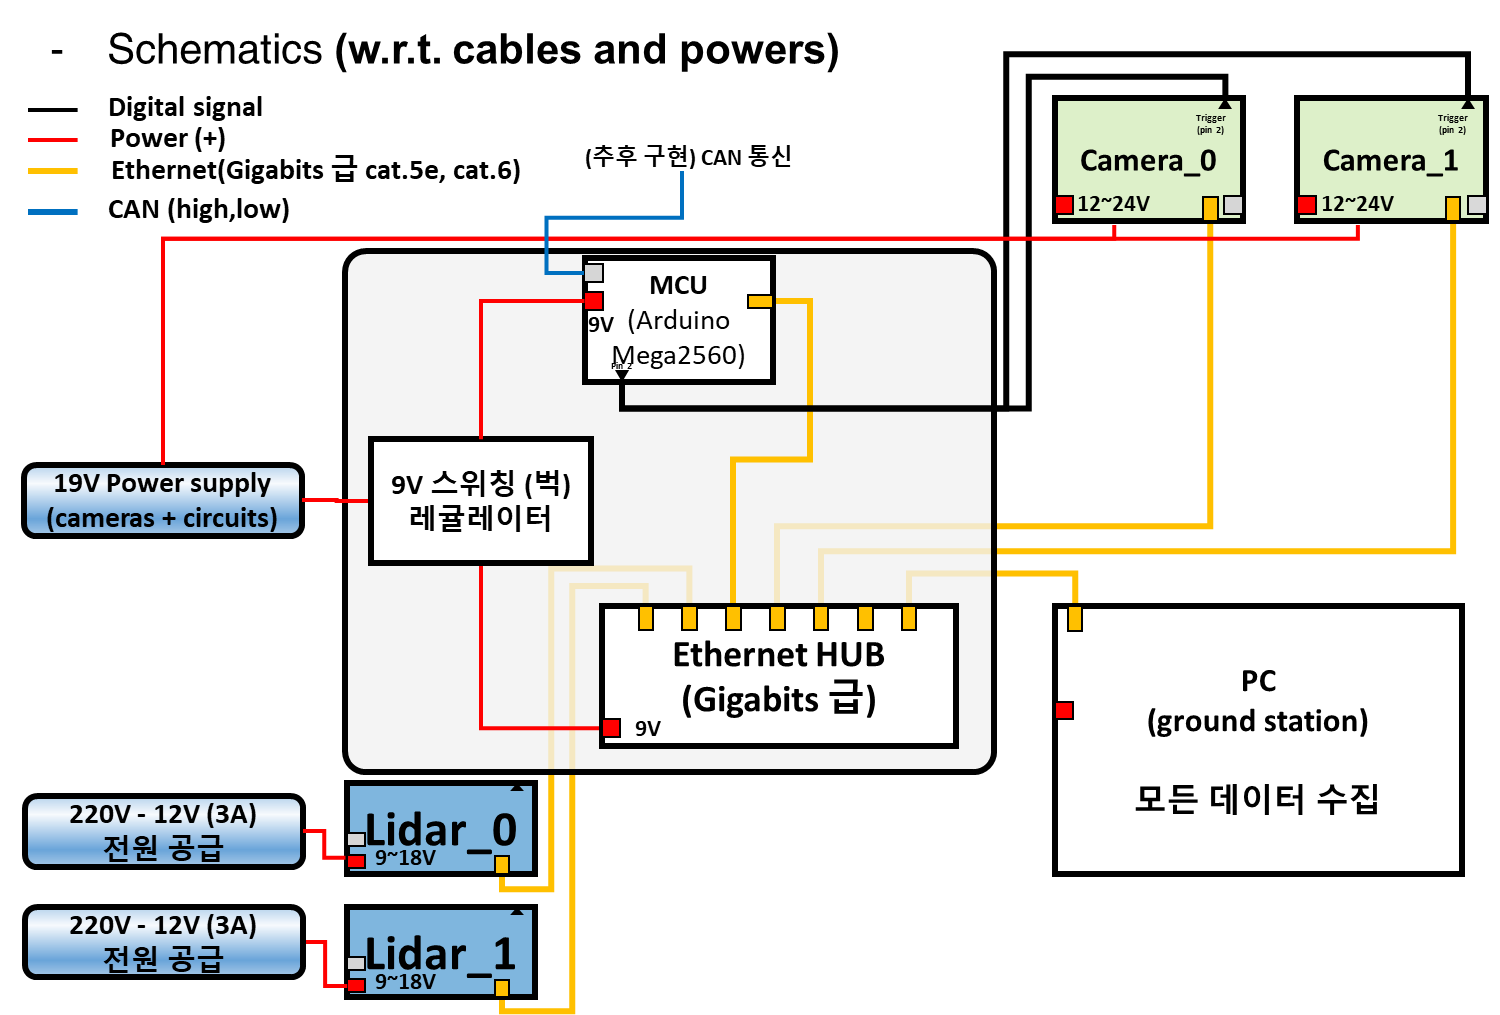 - Schematics (w.r.t. cables and powers)
Digital signal
Power (+)
Ethernet(Gigabits 급 cat.5e, cat.6)
CAN (high,low)
(추후 구현) CAN 통신
Trigger
(pin 2)
Camera_0
12~24V
Trigger
(pin 2)
Camera_1
12~24V
MCU
(Arduino
Mega2560)
9V
Pin 2
19V Power supply
(cameras + circuits)
9V 스위칭 (벅)
레귤레이터
Ethernet HUB
(Gigabits 급)
9V
PC
(ground station)
모든 데이터 수집
220V - 12V (3A)
전원 공급
Lidar_0
9~18V
220V - 12V (3A)
전원 공급
Lidar_1
9~18V